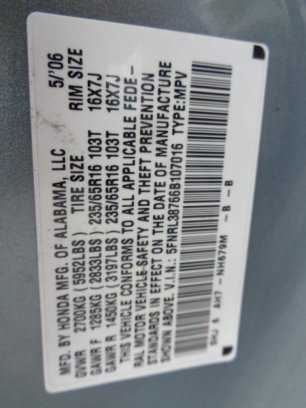 MFD. BY HONDA MFG. OF ALABAMA, LLC 5/'06
GVWR 2700KG (5952LBS) TIRE SIZE RIM SIZE
GAWR F 1285KG (2833LBS) 235/65R16 103T 16X7J
GAWR R 1450KG (3197LBS) 235/65R16 103T 16X7J
THIS VEHICLE CONFORMS TO ALL APPLICABLE FEDE-
RAL MOTOR VEHICLE SAFETY AND THEFT PREVENTION
STANDARDS IN EFFECT ON THE DATE OF MANUFACTURE
SHOWN ABOVE. V.I.N.: 5FNRL38766B107016 TYPE:MPV
SHJ 6 AH7- NH679M - B - B